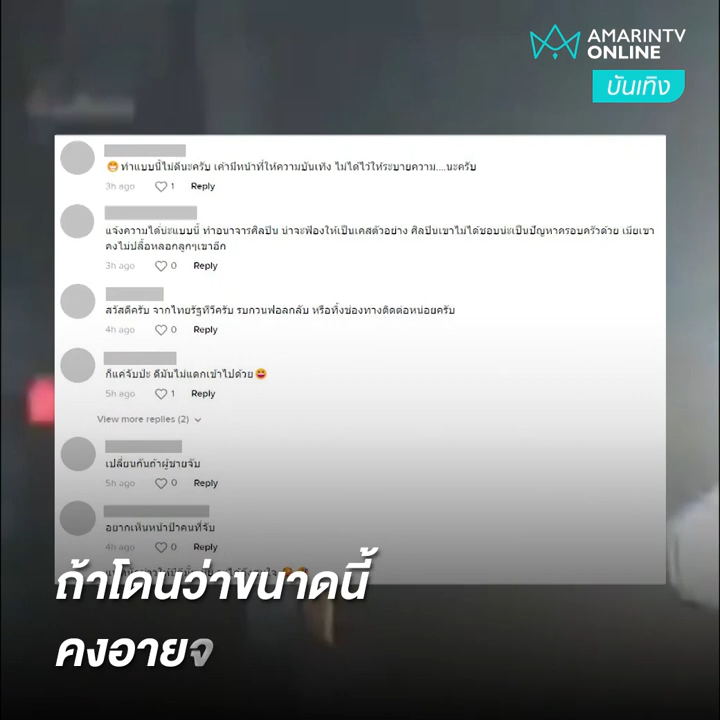 AMARINTV
ONLINE
บันเทิง
😁ทำแบบนี้ไม่ดีนะครับ เค้ามีหน้าที่ให้ความบันเทิง ไม่ได้ไว้ให้ระบายความ....นะครับ
3h ago 1 Reply
แจ้งความได้น่ะแบบนี้ ทำอนาจารศิลปิน น่าจะฟ้องให้เป็นเคสตัวอย่าง ศิลปินเขาไม่ได้ชอบน่ะเป็นปัญหาครอบครัวด้วย เมียเขา
คงไม่ปลื้อหลอกลูกๆเขาอีก
3h ago 0 Reply
สวัสดีครับ จากไทยรัฐทีวีครับ รบกวนฟอลกลับ หรือทิ้งช่องทางติดต่อหน่อยครับ
4h ago 0 Reply
ก็แค่จับป่ะ ดีมันไม่แดกเข้าไปด้วย😆
5h ago 1 Reply
View more replies (2)
เปลี่ยนกันถ้าผู้ชายจับ
5h ago 0 Reply
อยากเห็นหน้าป้าคนที่จับ
4h ago 0 Reply
ถ้าโดนว่าขนาดนี้
คงอายจ